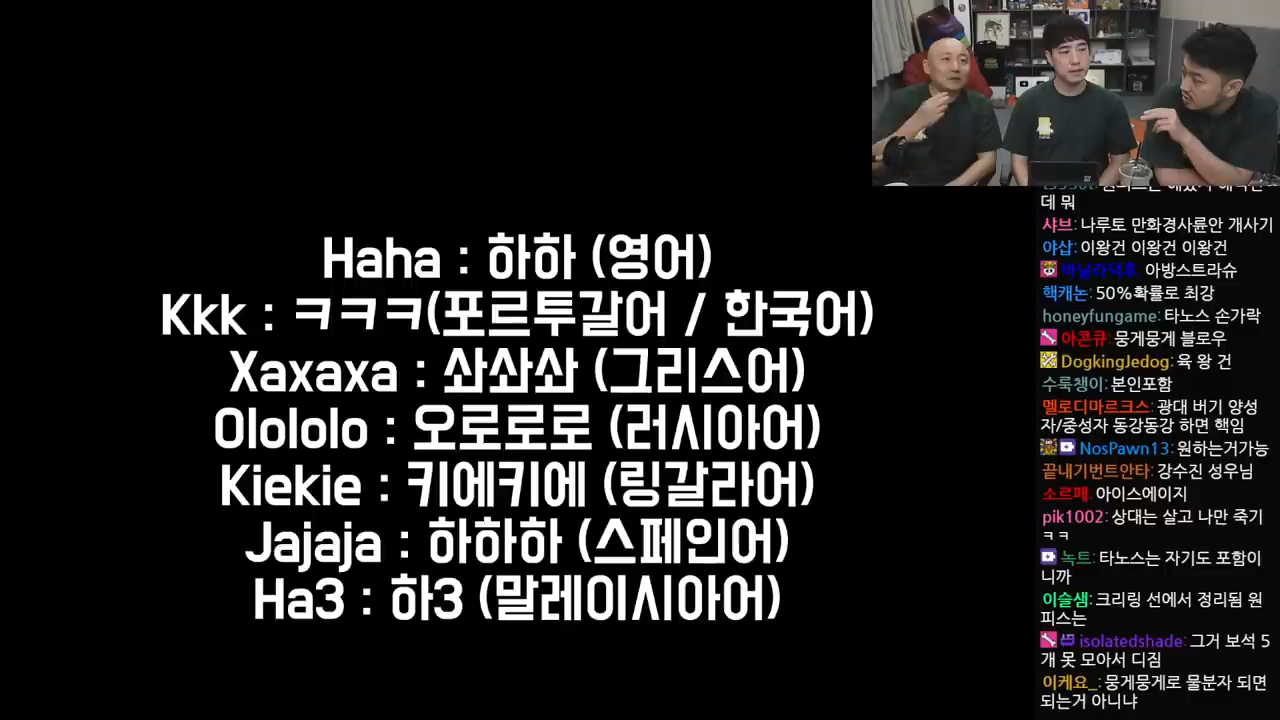 Haha : 하하 (영어)
Kkk : ㅋㅋㅋ(포르투갈어 / 한국어)
Xaxaxa : 솨솨솨 (그리스어)
Olololo : 오로로로 (러시아어)
Kiekie : 키에키에 (링갈라어)
Jajaja : 하하하 (스페인어)
Ha3 : 하3 (말레이시아어)
데 뭐
샤브: 나루토 만화경사륜안 개사기
야삽: 이왕건 이왕건 이왕건
바닐라덕후: 아방스트라슈
핵캐논: 50%확률로 최강
honeyfungame: 타노스 손가락
아콘큐: 뭉게뭉게 블로우
DogkingJedog: 육 왕 건
수룩챙이: 본인포함
멜로디마르크스: 광대 버기 양성
자/중성자 동강동강 하면 핵임
NosPawn13: 원하는거가능
끝내기번트안타: 강수진 성우님
소르페: 아이스에이지
pik1002: 상대는 살고 나만 죽기
ㅋㅋ
녹트: 타노스는 자기도 포함이
니까
이슬샘: 크리링 선에서 정리됨 원
피스는
isolatedshade: 그거 보석 5
개 못 모아서 디짐
이케요_: 뭉게뭉게로 물분자 되면
되는거 아니냐